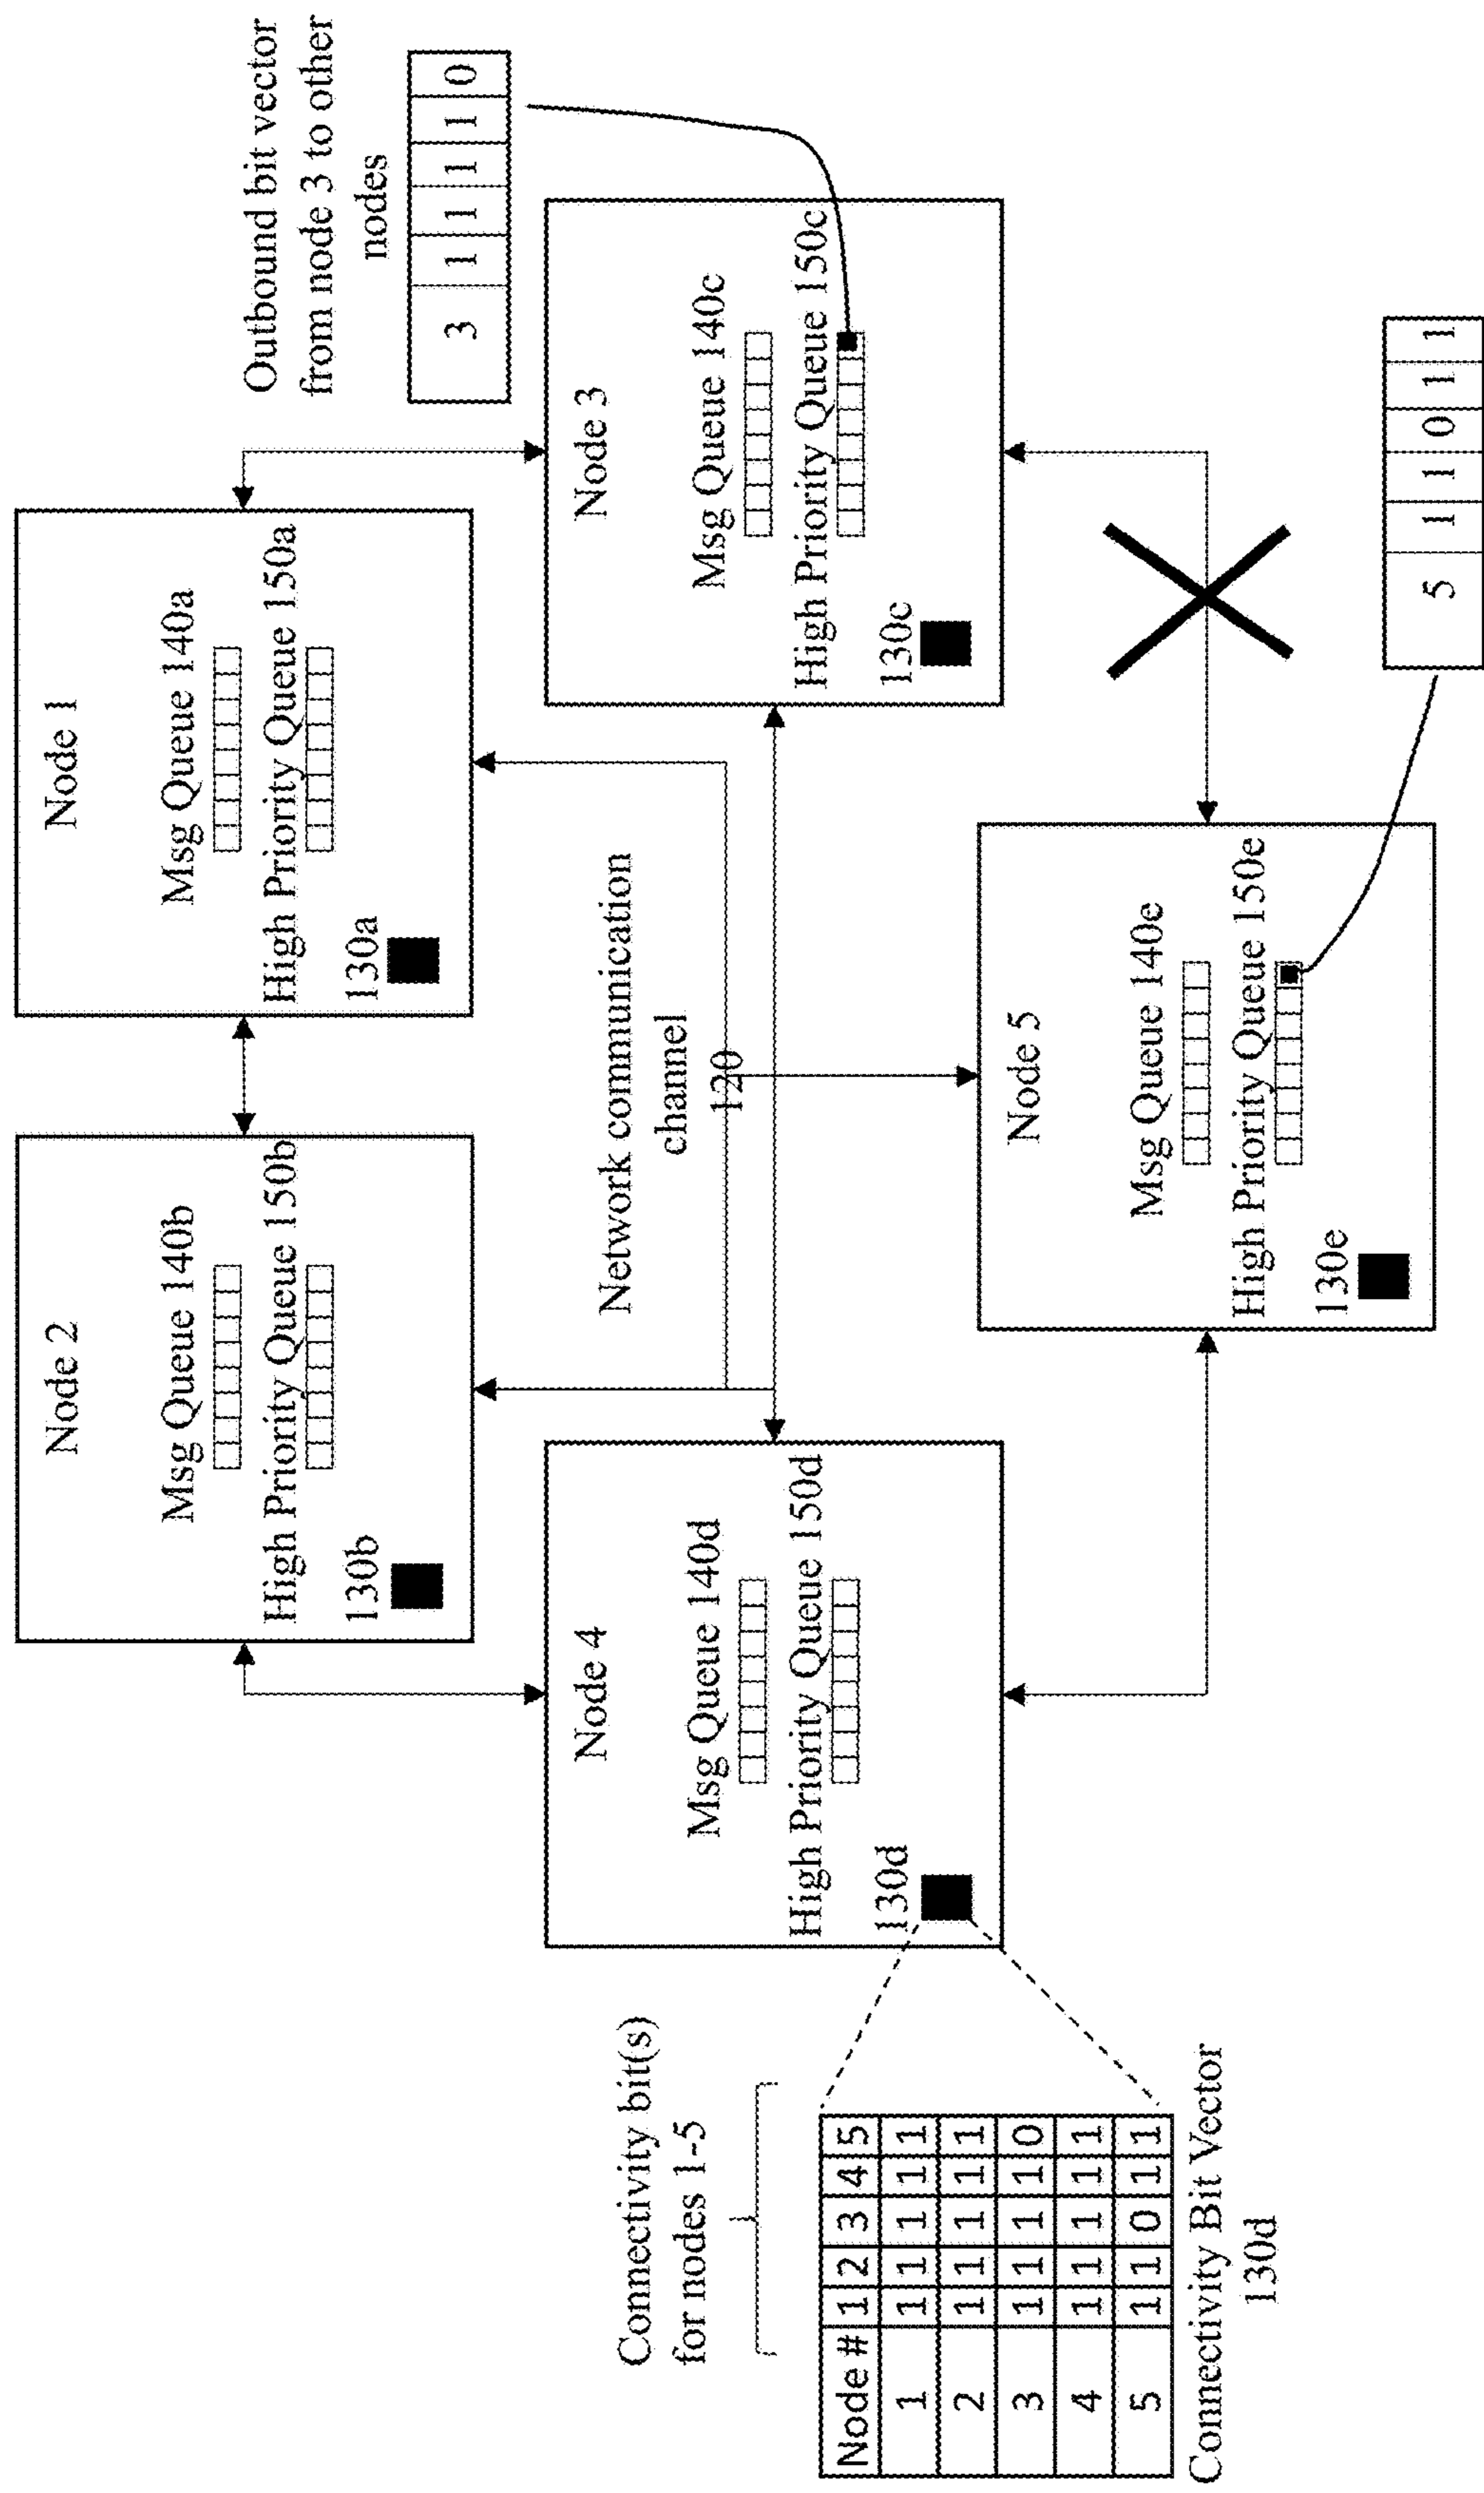 Node 2
Msg Queue 140b
High Priority Queue 150b
130b
Node 1
Msg Queue 140a
High Priority Queue 150a
130a
Outbound bit vector
from node 3 to other
nodes
3 1 1 1 1 0
Network communication
channel
120
Node 4
Msg Queue 140d
High Priority Queue 150d
130d
Node 3
Msg Queue 140c
High Priority Queue 150c
130c
Connectivity bit(s)
for nodes 1-5
Node # 1 2 3 4 5
1 1 1 1 1 1
2 1 1 1 1 1
3 1 1 1 1 0
4 1 1 1 1 1
5 1 1 0 1 1
Connectivity Bit Vector
130d
Node 5
Msg Queue 140e
High Priority Queue 150e
130e
5 1 1 0 1 1